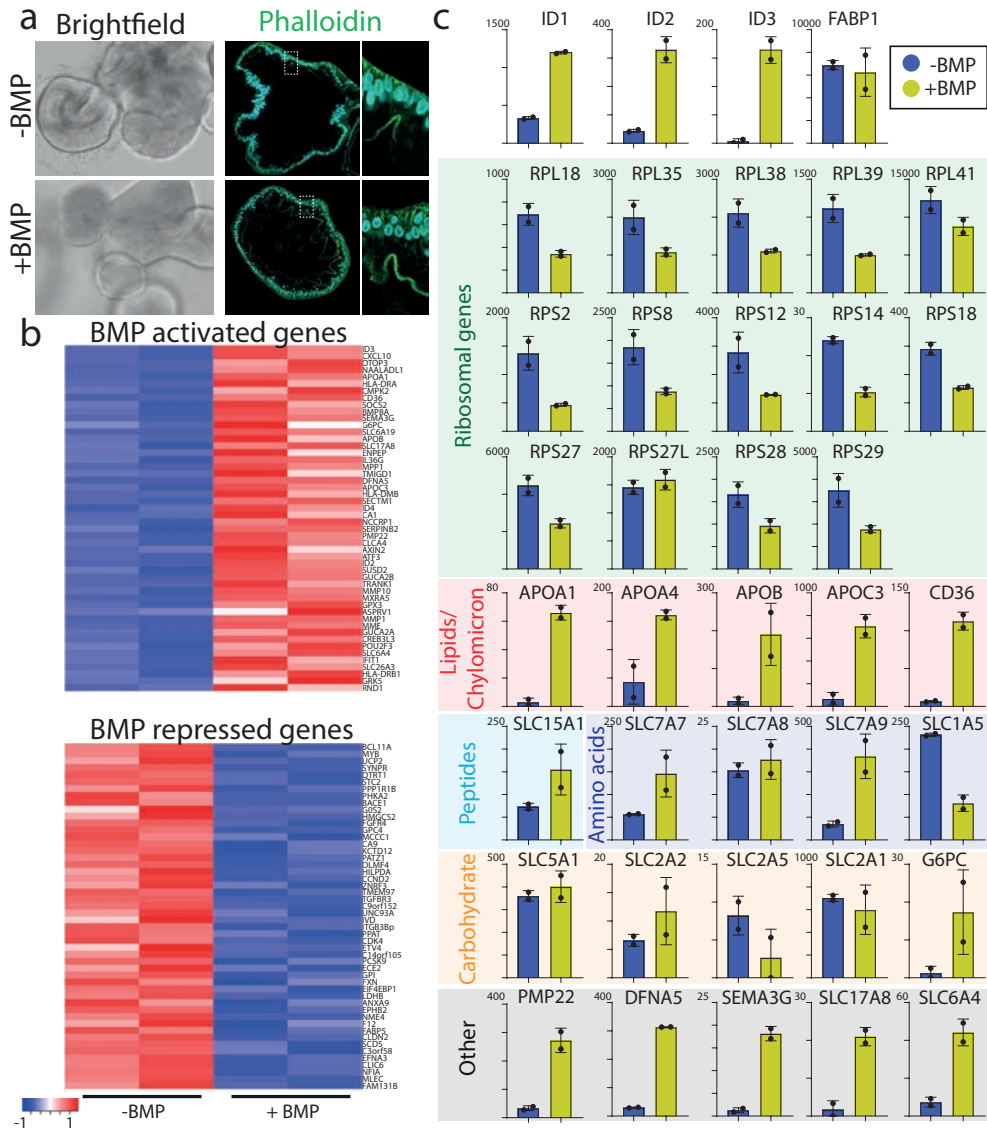 a
Brightfield
Phalloidin
-BMP
+BMP
b
BMP activated genes
ID3
CXCL10
OTOP3
NAALADL1
APOA1
HLA-DRA
CMPK2
CD36
SOCS2
BMP8A
SEMA3G
G6PC
SLC6A19
APOB
SLC17A8
ENPEP
IL36G
MPP1
TMIGD1
DFNA5
APOC3
HLA-DMB
SECTM1
ID4
CA1
NCCRP1
SERPINB2
PMP22
CLCA4
AXIN2
ATF3
ID2
SUSD2
GUCA2B
TRANK1
MMP10
MXRA5
GPX3
ASPRV1
MMP1
MME
GUCA2A
CREB3L3
POU2F3
SLC6A4
IFIT1
SLC26A3
HLA-DRB1
GRK5
RND1
BMP repressed genes
BCL11A
MYB
UCP2
SYNPR
QTRT1
STC2
PPP1R1B
PHKA2
BACE1
G0S2
HMGCS2
FGFR4
GPC4
MCCC1
CA9
KCTD12
PATZ1
OLMF4
HILPDA
CCND2
ZNRF3
TMEM97
TGFBR3
C9orf152
UNC93A
IVD
ITGB3Bp
PPAT
CDK4
ETV4
C14orf105
PCSK9
ECE2
GPI
FXN
EIF4EBP1
LDHB
ANXA9
EPHB2
NME4
F12
FABP5
CLDN2
SCD5
C3orf58
EFNA3
CLIC6
NFIA
MLEC
FAM131B
-1 1
-BMP + BMP
c
ID1 ID2 ID3 FABP1
1500 400 200 10000
-BMP
+BMP
Ribosomal genes
RPL18 RPL35 RPL38 RPL39 RPL41
1000 3000 3000 1500 15000
RPS2 RPS8 RPS12 RPS14 RPS18
2000 2500 4000 30 400
RPS27 RPS27L RPS28 RPS29
6000 2000 2500 5000
Lipids/
Chylomicron
APOA1 APOA4 APOB APOC3 CD36
80 200 300 1000 150
Peptides
Amino acids
SLC15A1 SLC7A7 SLC7A8 SLC7A9 SLC1A5
250 250 25 500 250
Carbohydrate
SLC5A1 SLC2A2 SLC2A5 SLC2A1 G6PC
500 20 15 1000 30
Other
PMP22 DFNA5 SEMA3G SLC17A8 SLC6A4
400 400 25 30 60